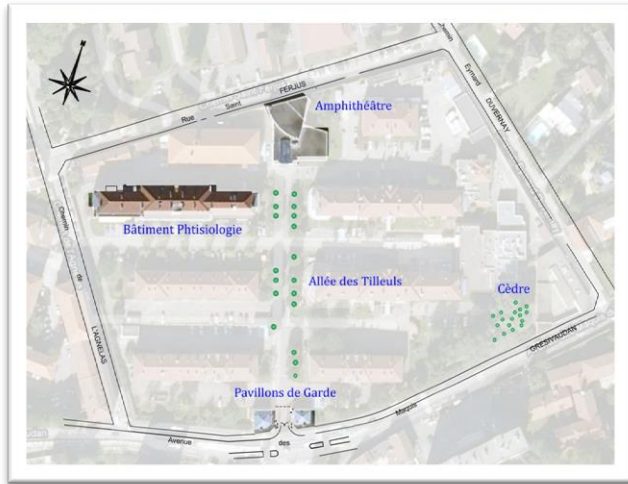 Chemin
Eymard
DUVERNAY
Rue Saint FERJUS
Amphithéâtre
Bâtiment Phtisiologie
Chemin de L'AGNELAS
Allée des Tilleuls
Cèdre
GRESIVAUDAN
Pavillons de Garde
Maquis
Avenue des